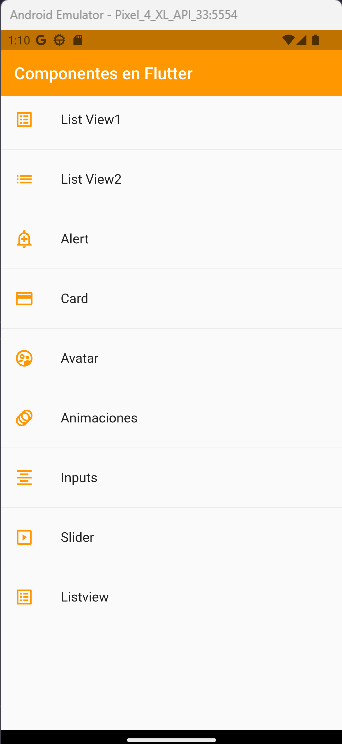 Android Emulator - Pixel_4_XL_API_33:5554
1:10
Componentes en Flutter
List View1
List View2
Alert
Card
Avatar
Animaciones
Inputs
Slider
Listview